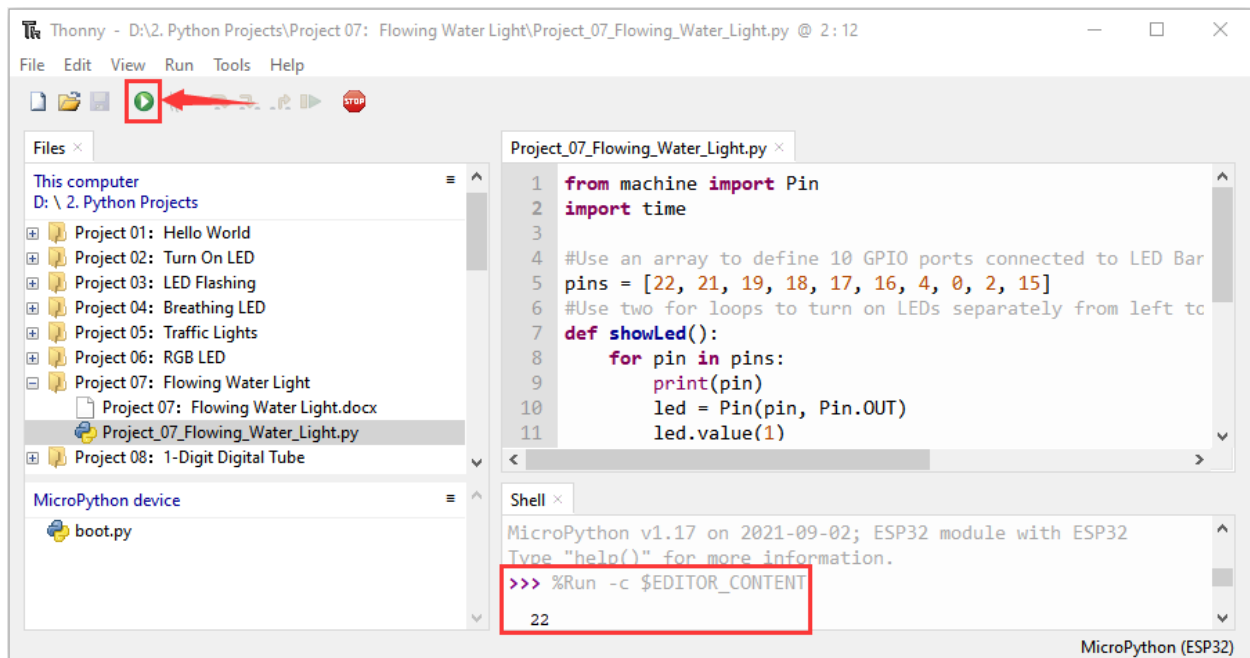 Thonny - D:\2. Python Projects\Project 07: Flowing Water Light\Project_07_Flowing_Water_Light.py @ 2:12
File Edit View Run Tools Help
STOP
Files
This computer
D: \ 2. Python Projects
Project 01: Hello World
Project 02: Turn On LED
Project 03: LED Flashing
Project 04: Breathing LED
Project 05: Traffic Lights
Project 06: RGB LED
Project 07: Flowing Water Light
Project 07: Flowing Water Light.docx
Project_07_Flowing_Water_Light.py
Project 08: 1-Digit Digital Tube
MicroPython device
boot.py
Project_07_Flowing_Water_Light.py
1 from machine import Pin
2 import time
3
4 #Use an array to define 10 GPIO ports connected to LED Bar
5 pins = [22, 21, 19, 18, 17, 16, 4, 0, 2, 15]
6 #Use two for loops to turn on LEDs separately from left to
7 def showLed():
8     for pin in pins:
9         print(pin)
10         led = Pin(pin, Pin.OUT)
11         led.value(1)
Shell
MicroPython v1.17 on 2021-09-02; ESP32 module with ESP32
Type "help()" for more information.
>>> %Run -c $EDITOR_CONTENT
22
MicroPython (ESP32)